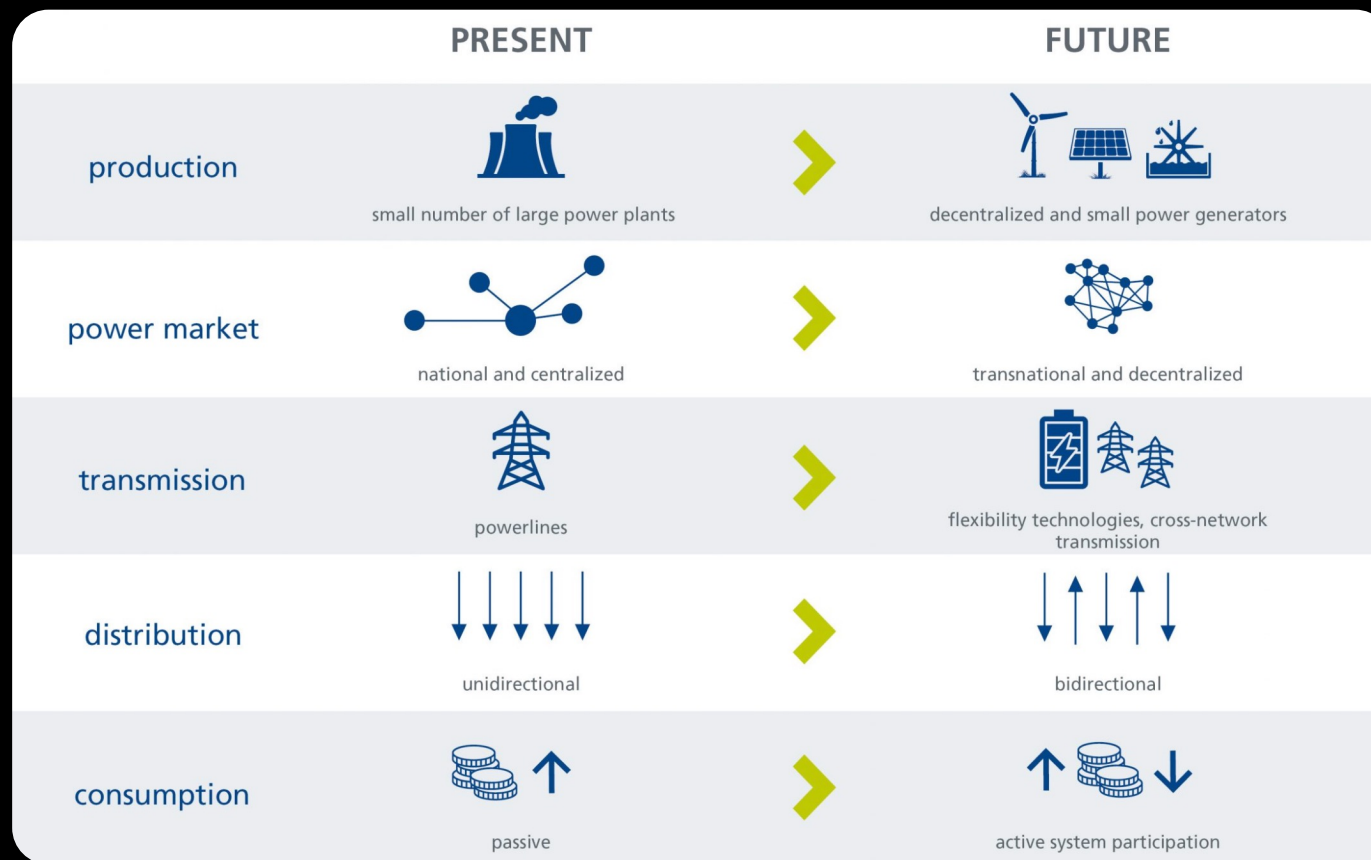 PRESENT FUTURE
production
small number of large power plants
decentralized and small power generators
power market
national and centralized
transnational and decentralized
transmission
powerlines
flexibility technologies, cross-network
transmission
distribution
unidirectional
bidirectional
consumption
passive
active system participation